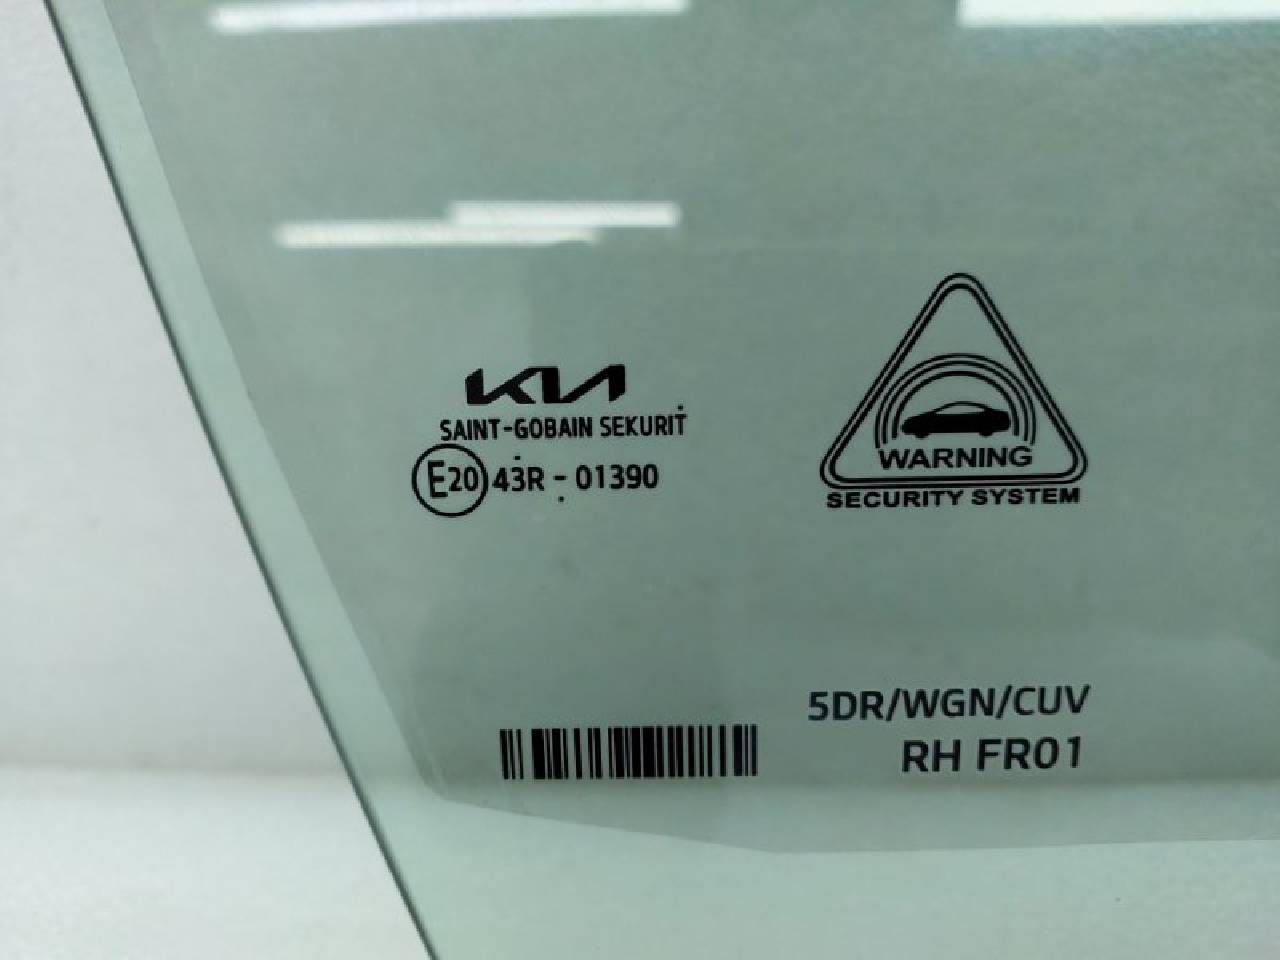 KIA
SAINT-GOBAIN SEKURIT
E20 43R - 01390
WARNING
SECURITY SYSTEM
5DR/WGN/CUV
RH FR01